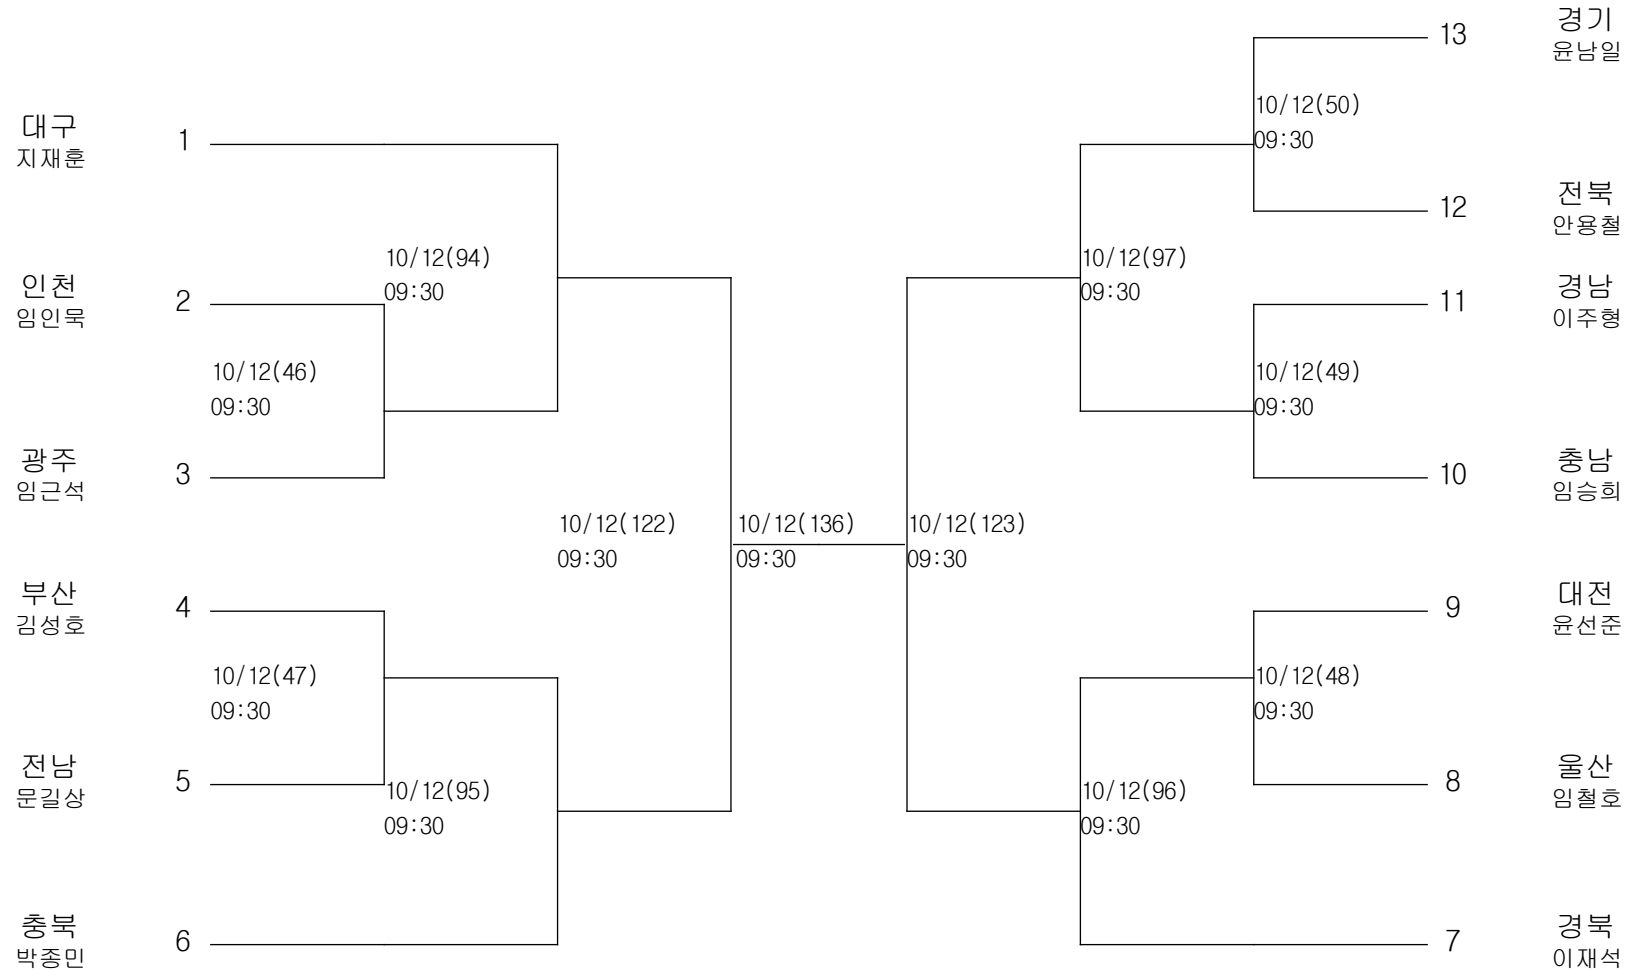 경기
13
윤남일
10/12(50)
09:30
대구
1
지재훈
전북
12
안용철
10/12(94)
09:30
10/12(97)
09:30
인천
2
임인묵
경남
11
이주형
10/12(46)
09:30
10/12(49)
09:30
광주
3
임근석
충남
10
임승희
10/12(122)
09:30
10/12(136)
09:30
10/12(123)
09:30
부산
4
김성호
대전
9
윤선준
10/12(47)
09:30
10/12(48)
09:30
전남
5
문길상
울산
8
임철호
10/12(95)
09:30
10/12(96)
09:30
충북
6
박종민
경북
7
이재석